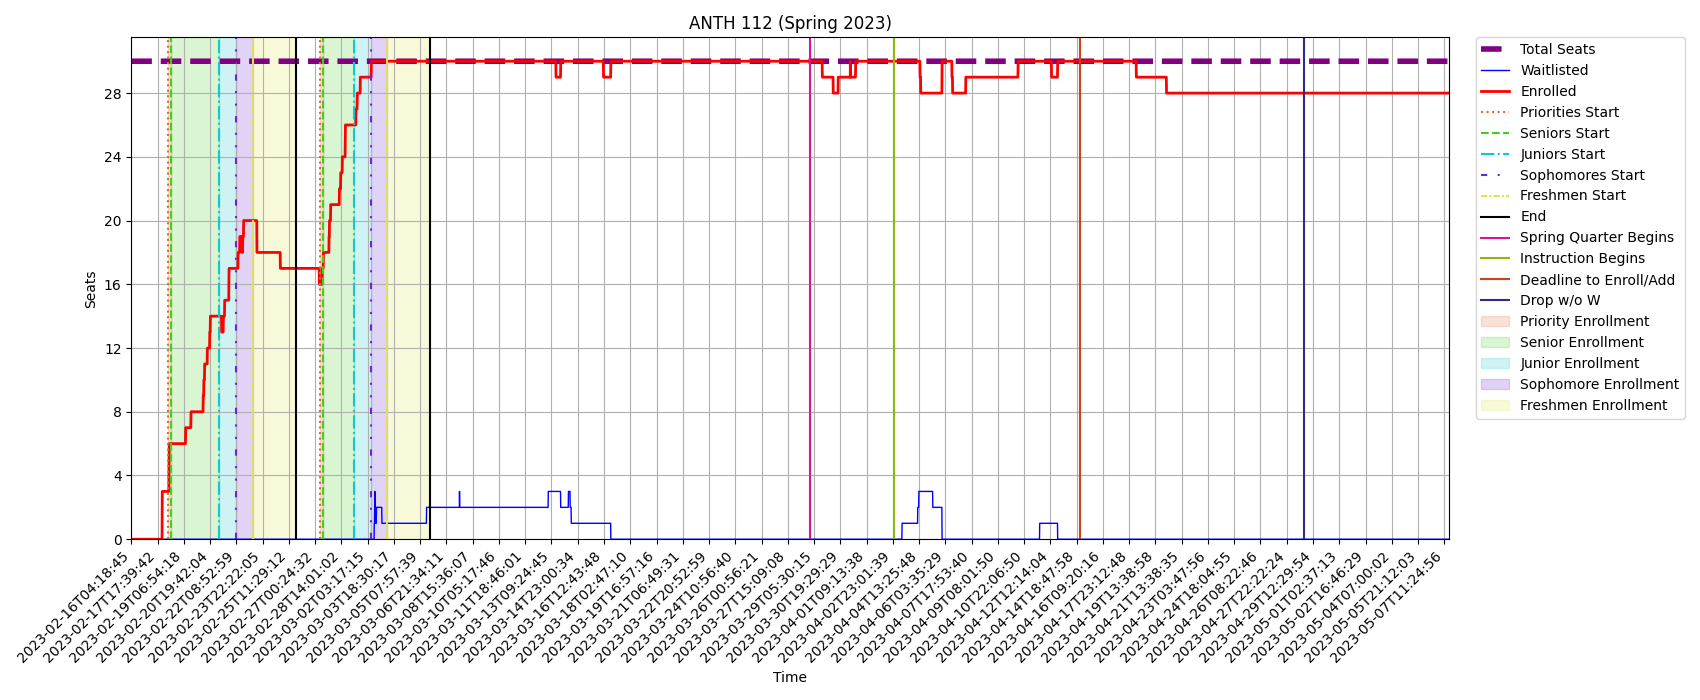 ANTH 112 (Spring 2023)
Seats
28
24
20
16
12
8
4
0
2023-02-16T04:18:45
2023-02-17T17:39:42
2023-02-19T06:54:18
2023-02-20T19:42:04
2023-02-22T08:52:59
2023-02-23T22:22:05
2023-02-25T11:29:12
2023-02-27T00:24:32
2023-02-28T14:01:02
2023-03-02T03:17:15
2023-03-03T18:30:17
2023-03-05T07:57:39
2023-03-06T21:34:11
2023-03-08T15:36:07
2023-03-10T05:17:46
2023-03-11T18:46:01
2023-03-13T09:24:45
2023-03-14T23:00:34
2023-03-16T12:43:48
2023-03-18T02:47:10
2023-03-19T16:57:16
2023-03-21T06:49:31
2023-03-22T20:52:59
2023-03-24T10:56:40
2023-03-26T00:56:21
2023-03-27T15:09:08
2023-03-29T05:30:15
2023-03-30T19:29:29
2023-04-01T09:13:38
2023-04-02T23:01:39
2023-04-04T13:25:48
2023-04-06T03:35:29
2023-04-07T17:53:40
2023-04-09T08:01:50
2023-04-10T22:06:50
2023-04-12T12:14:04
2023-04-14T18:47:58
2023-04-16T09:20:16
2023-04-17T23:12:48
2023-04-19T13:38:58
2023-04-21T13:38:35
2023-04-23T03:47:56
2023-04-24T18:04:55
2023-04-26T08:22:46
2023-04-27T22:22:24
2023-04-29T12:29:54
2023-05-01T02:37:13
2023-05-02T16:46:29
2023-05-04T07:00:02
2023-05-05T21:12:03
2023-05-07T11:24:56
Time
Total Seats
Waitlisted
Enrolled
Priorities Start
Seniors Start
Juniors Start
Sophomores Start
Freshmen Start
End
Spring Quarter Begins
Instruction Begins
Deadline to Enroll/Add
Drop w/o W
Priority Enrollment
Senior Enrollment
Junior Enrollment
Sophomore Enrollment
Freshmen Enrollment